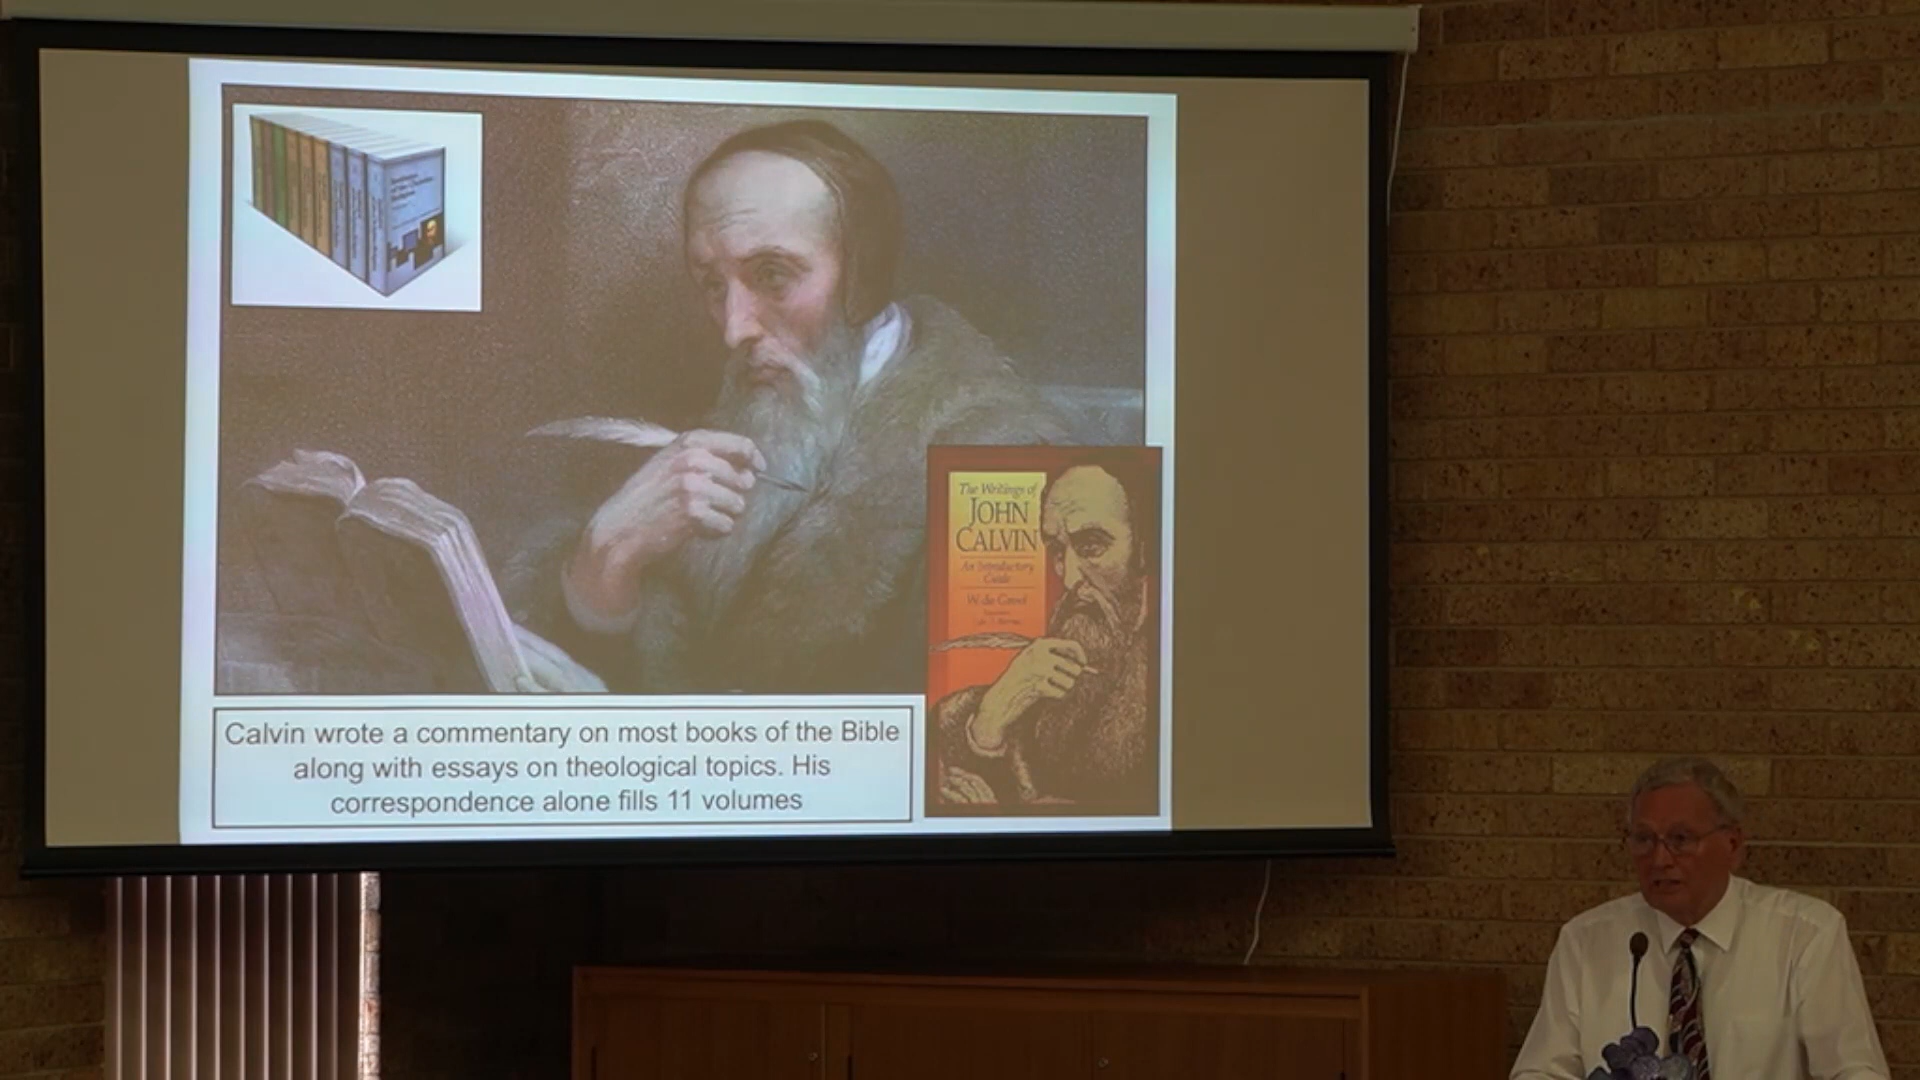 The Writings of
JOHN
CALVIN
An Introductory
Guide
Calvin wrote a commentary on most books of the Bible
along with essays on theological topics. His
correspondence alone fills 11 volumes